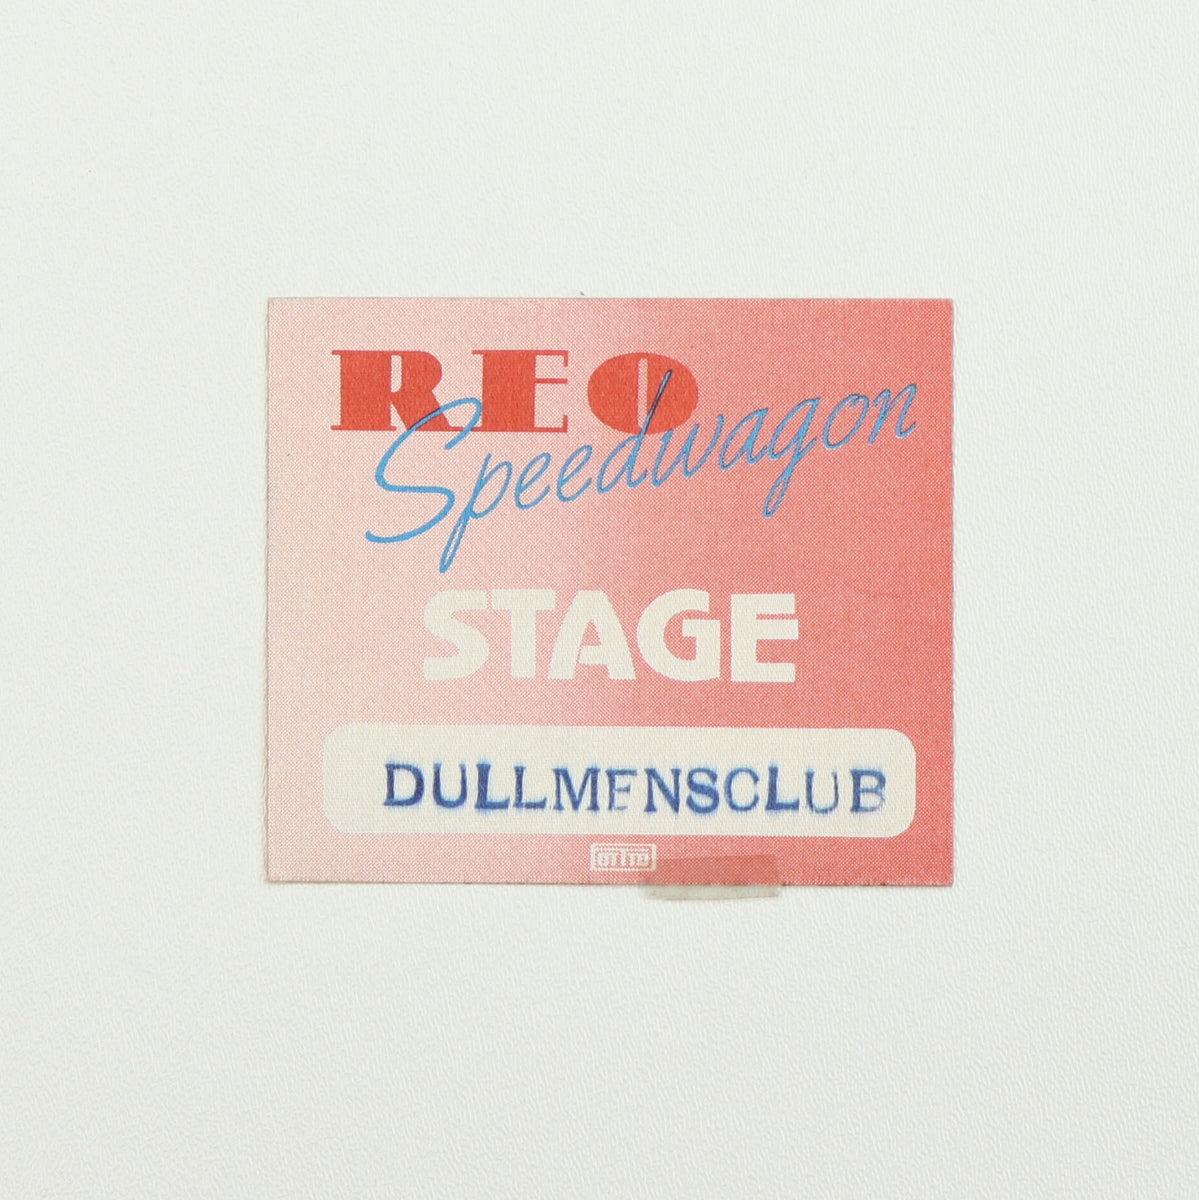 REO
Speedwagon
STAGE
DULLMENSCLUB